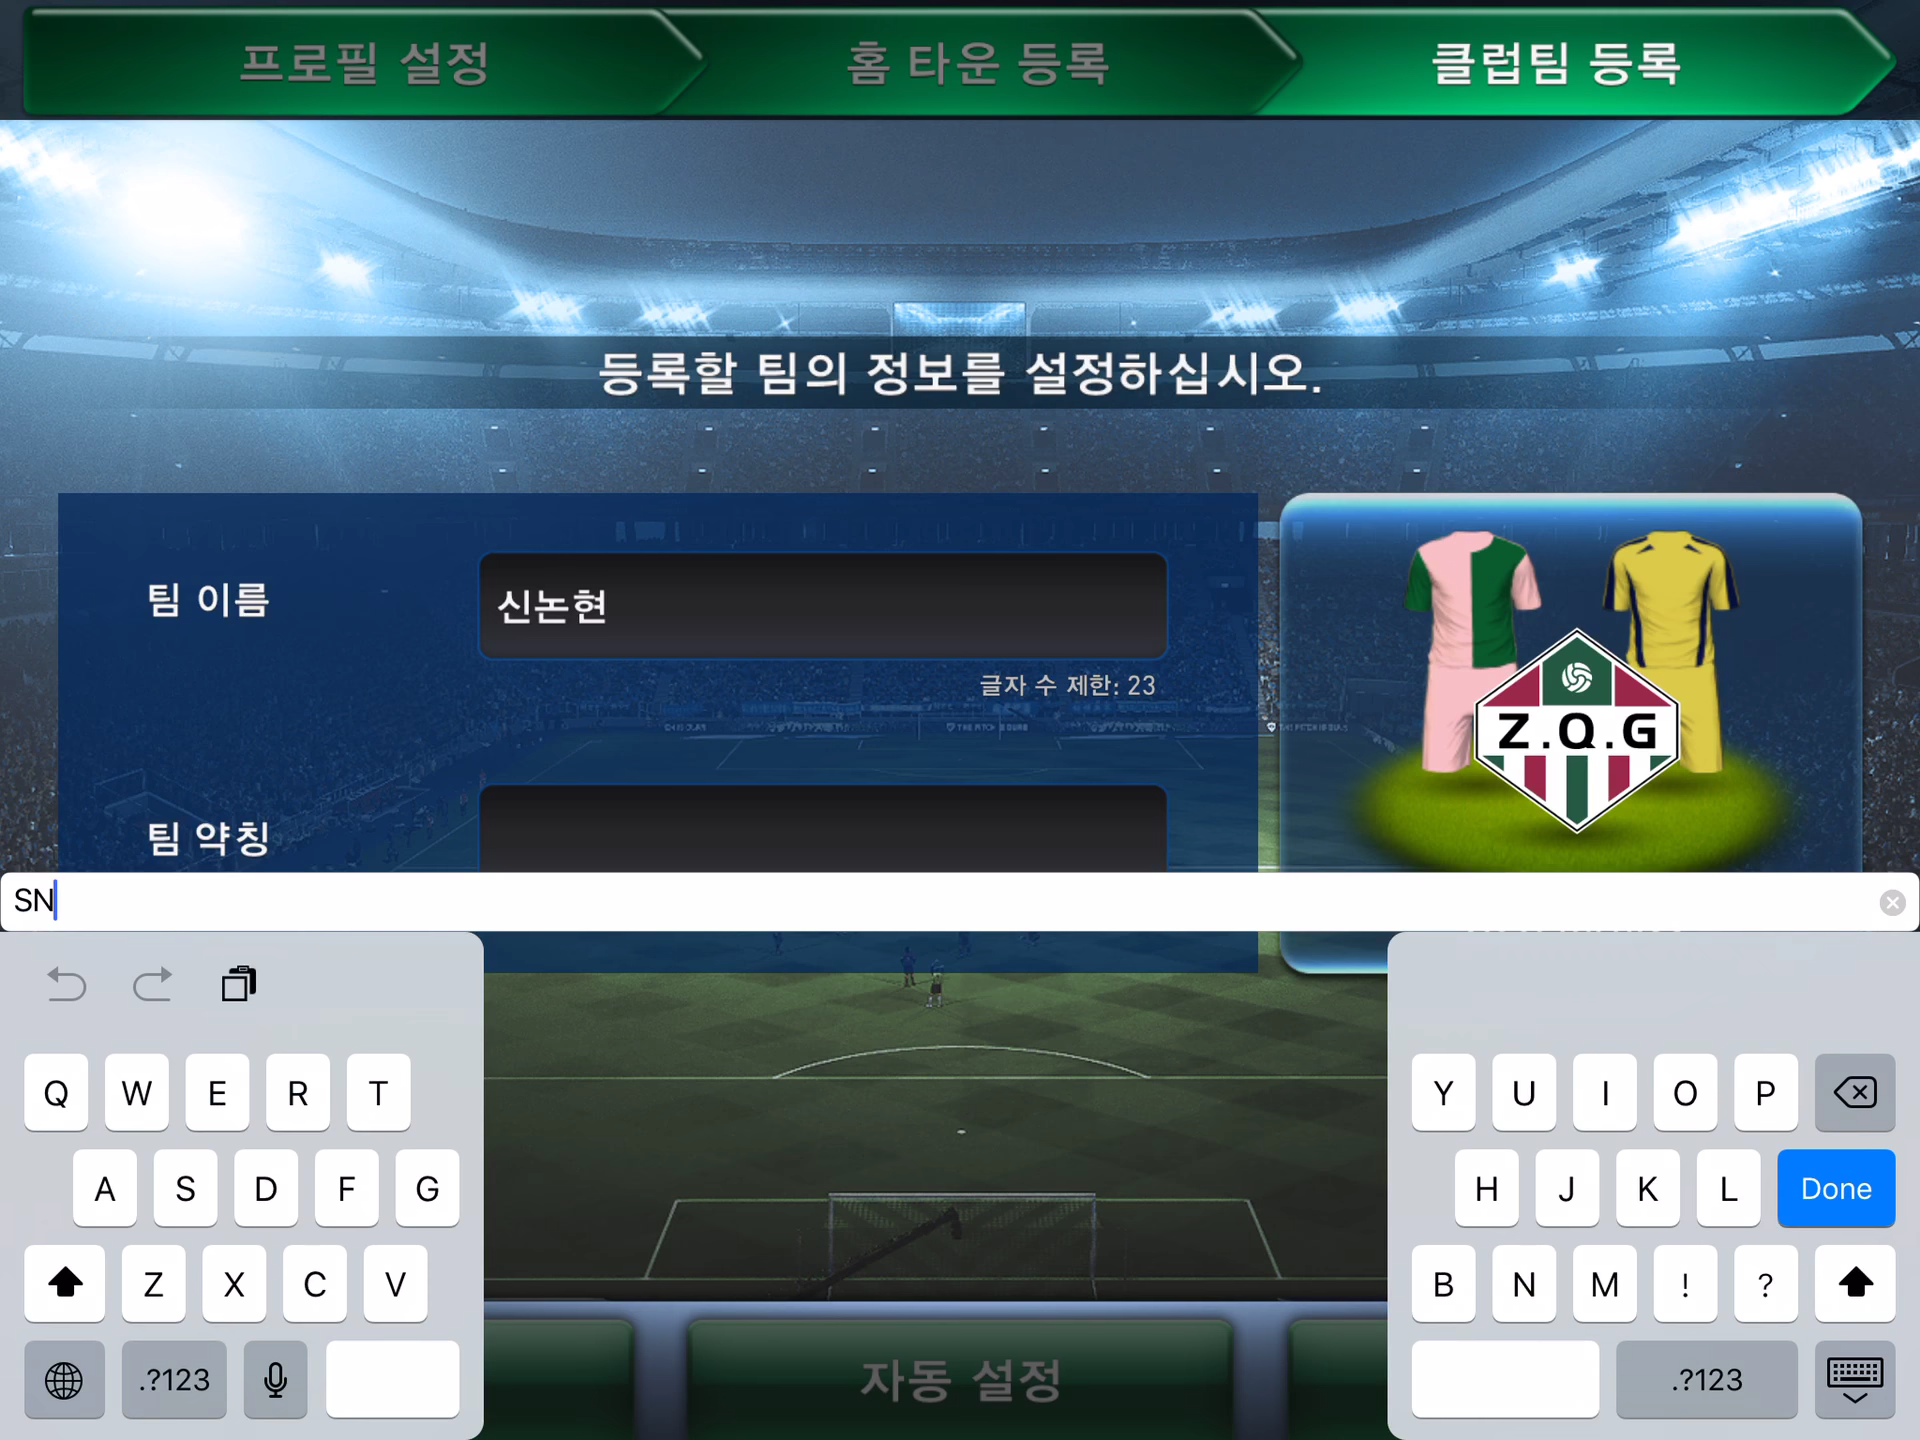 프로필 설정
홈 타운 등록
클럽팀 등록
등록할 팀의 정보를 설정하십시오.
팀 이름
신논현
글자 수 제한: 23
Z.Q.G
팀 약칭
SN
Q W E R T
Y U I O P
A S D F G
H J K L Done
Z X C V
B N M ! ?
.?123
.?123
자동 설정